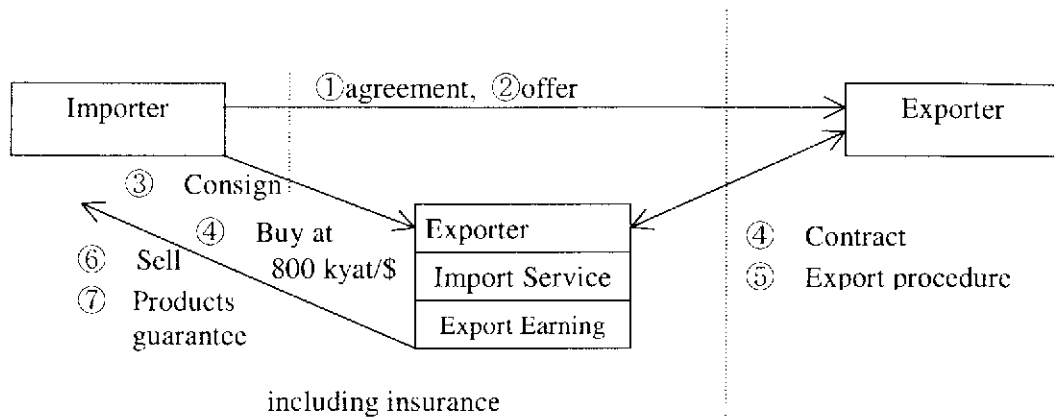 ①agreement, ②offer
Importer
Exporter
③ Consign
④ Buy at
800 kyat/$
⑥ Sell
⑦ Products
guarantee
Exporter
Import Service
Export Earning
④ Contract
⑤ Export procedure
including insurance